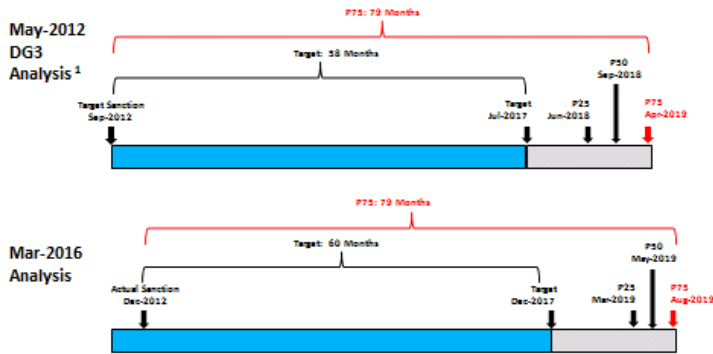 May-2012
DG3
Analysis 1
P75: 79 Months
Target: 58 Months
Target Sanction
Sep-2012
Target
Jul-2017
P25
Jun-2018
P50
Sep-2018
P75
Apr-2019
Mar-2016
Analysis
P75: 79 Months
Target: 60 Months
Actual Sanction
Dec-2012
Target
Dec-2017
P25
Mar-2019
P50
May-2019
P75
Aug-2019